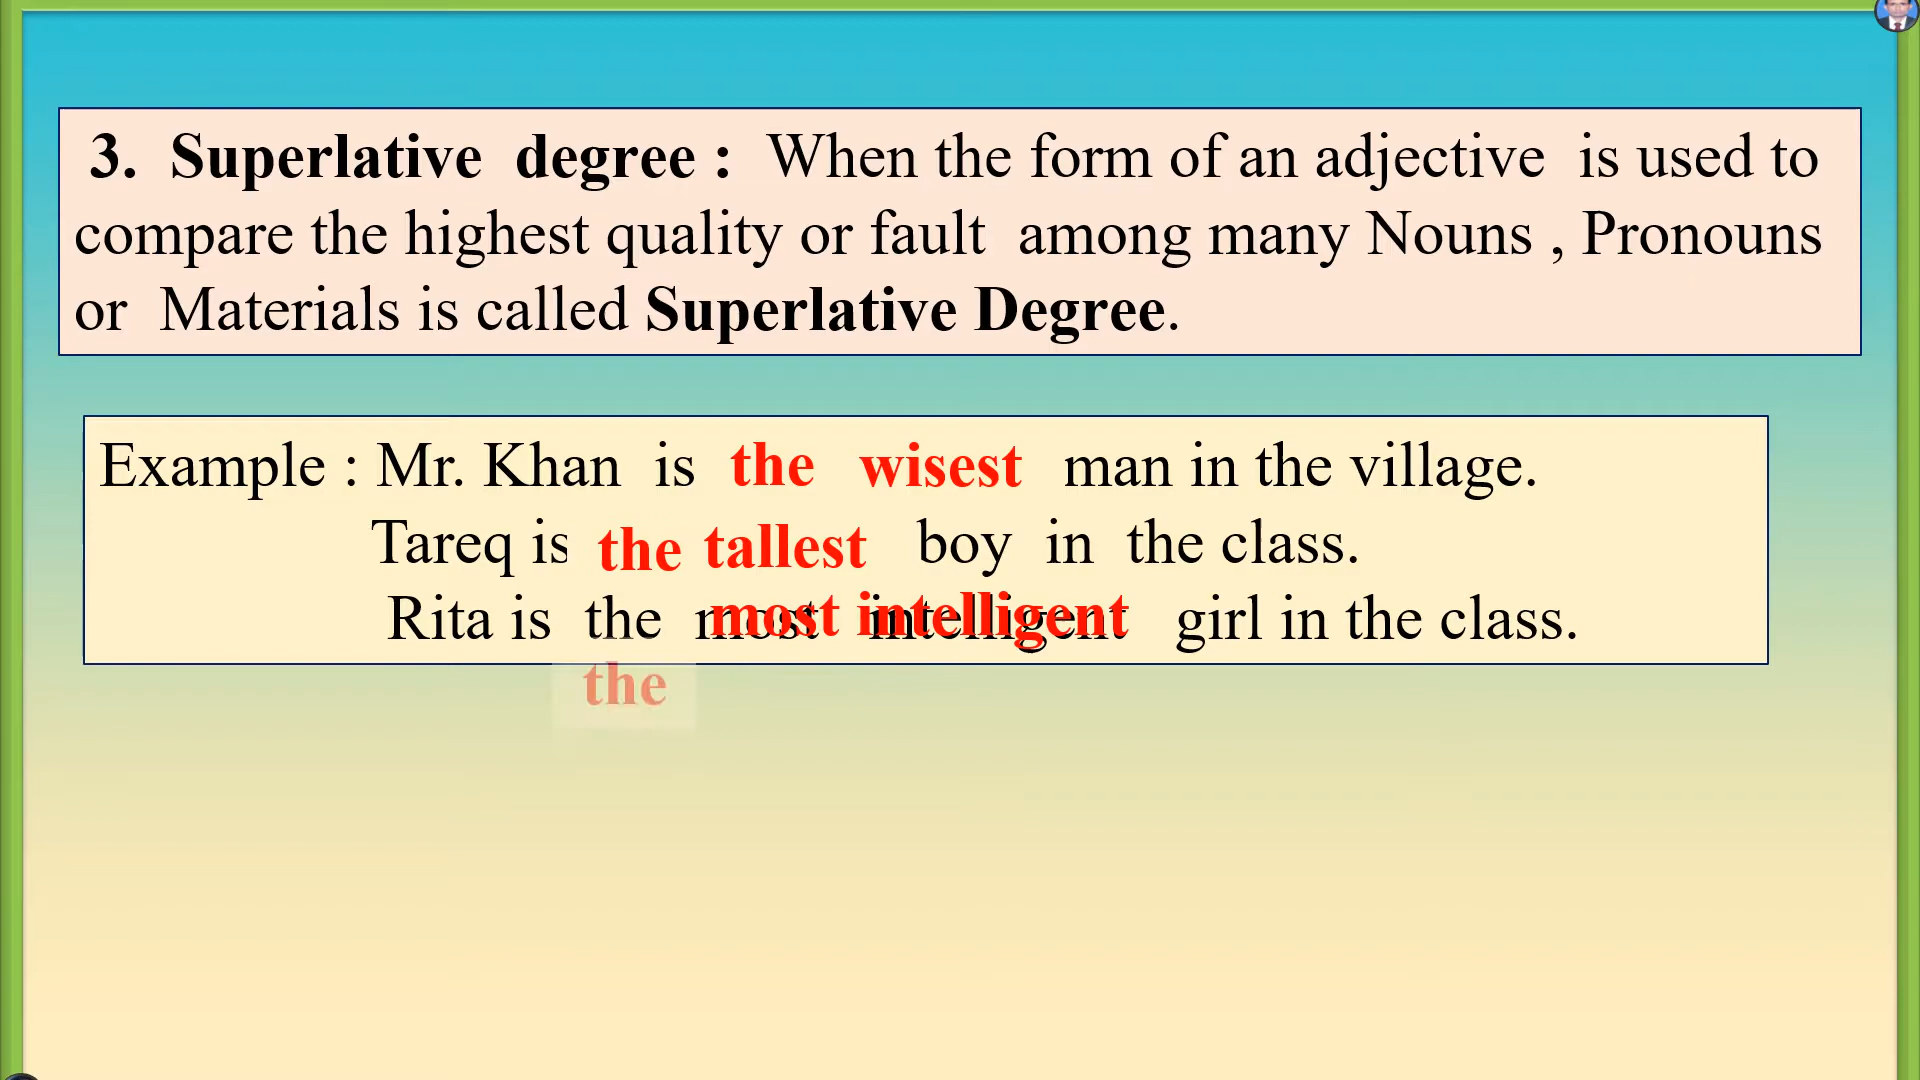 3. Superlative degree : When the form of an adjective is used to
compare the highest quality or fault among many Nouns , Pronouns
or Materials is called Superlative Degree.
Example : Mr. Khan is the wisest man in the village.
Tareq is the tallest boy in the class.
Rita is the most intelligent girl in the class.
most intelligent
the